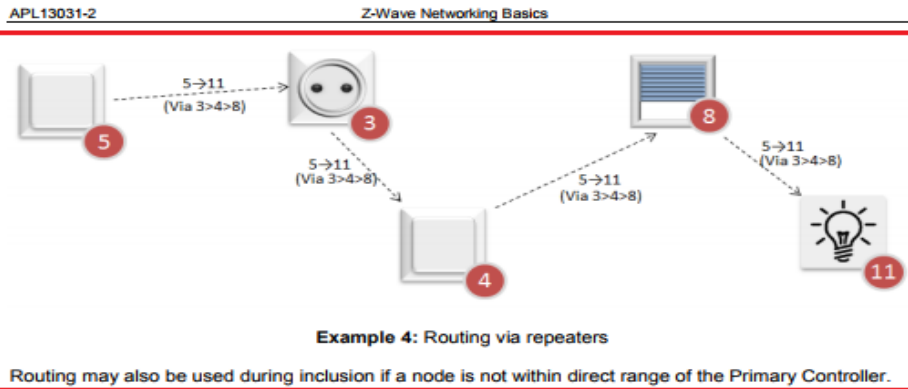 APL13031-2 Z-Wave Networking Basics
5→11
(Via 3>4>8)
5
3
8
5→11
(Via 3>4>8)
5→11
(Via 3>4>8)
5→11
(Via 3>4>8)
4
11
Example 4: Routing via repeaters
Routing may also be used during inclusion if a node is not within direct range of the Primary Controller.